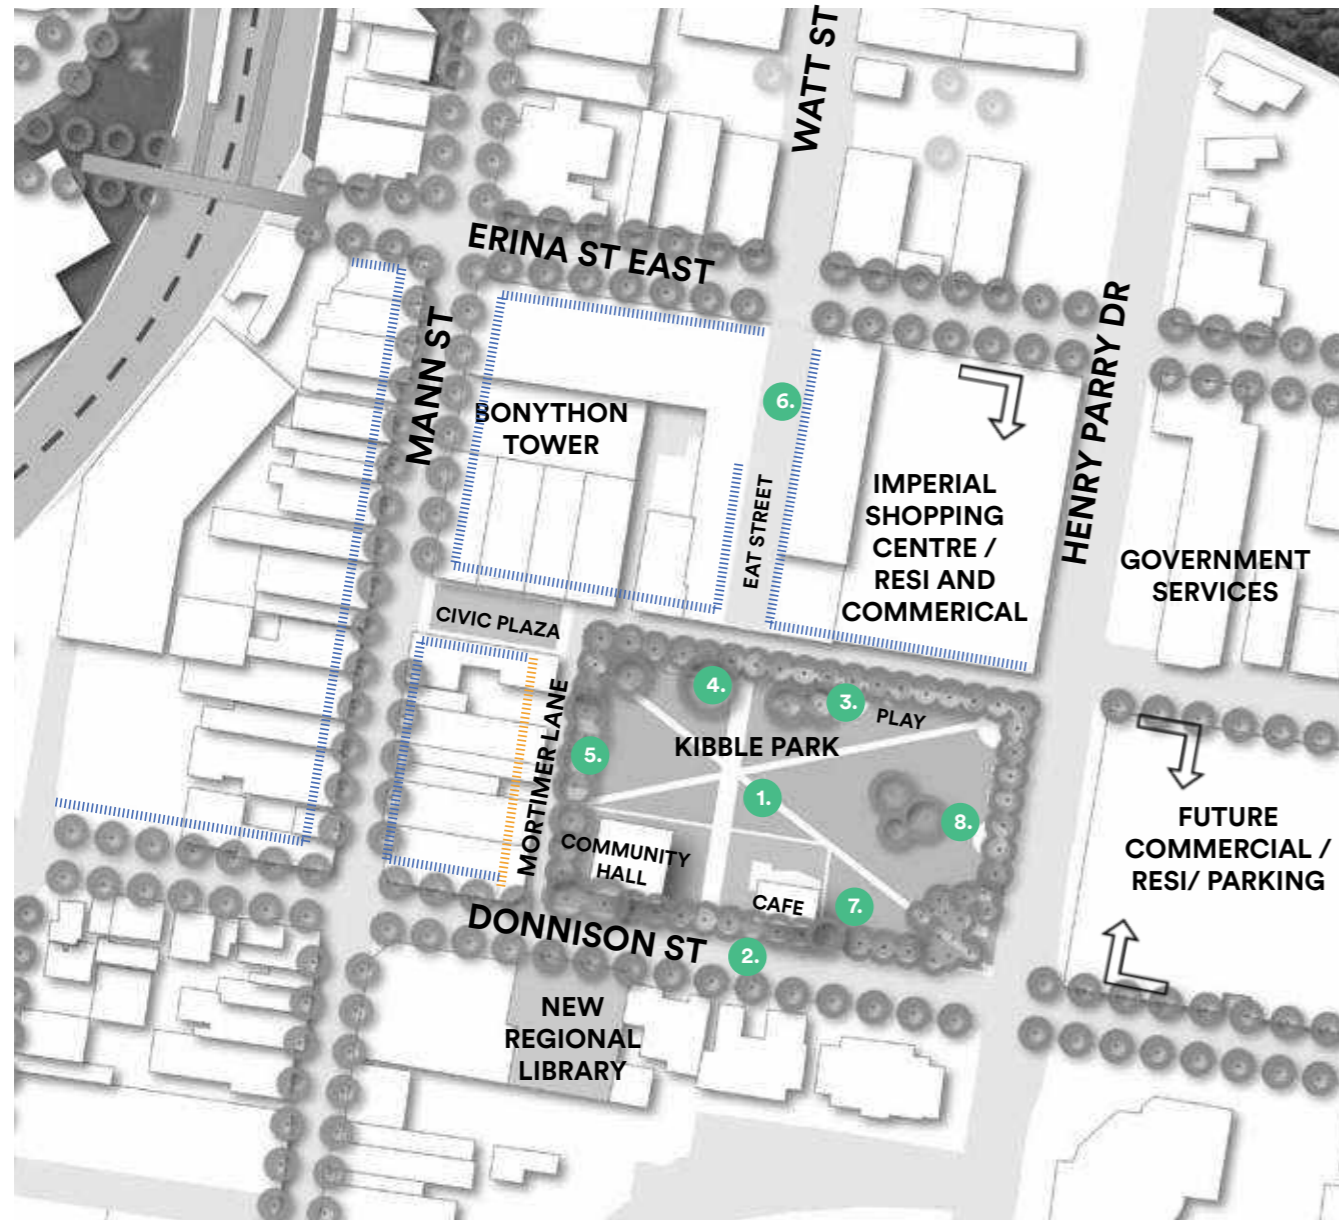 WATT ST
ERINA ST EAST
HENRY PARRY DR
MANN ST
6.
BONYTHON
TOWER
EAT STREET
IMPERIAL
SHOPPING
CENTRE /
RESI AND
COMMERICAL
GOVERNMENT
SERVICES
CIVIC PLAZA
MORTIMER LANE
4.
3.
PLAY
5.
KIBBLE PARK
1.
8.
COMMUNITY
HALL
CAFE
7.
FUTURE
COMMERCIAL /
RESI/ PARKING
DONNISON ST
2.
NEW
REGIONAL
LIBRARY